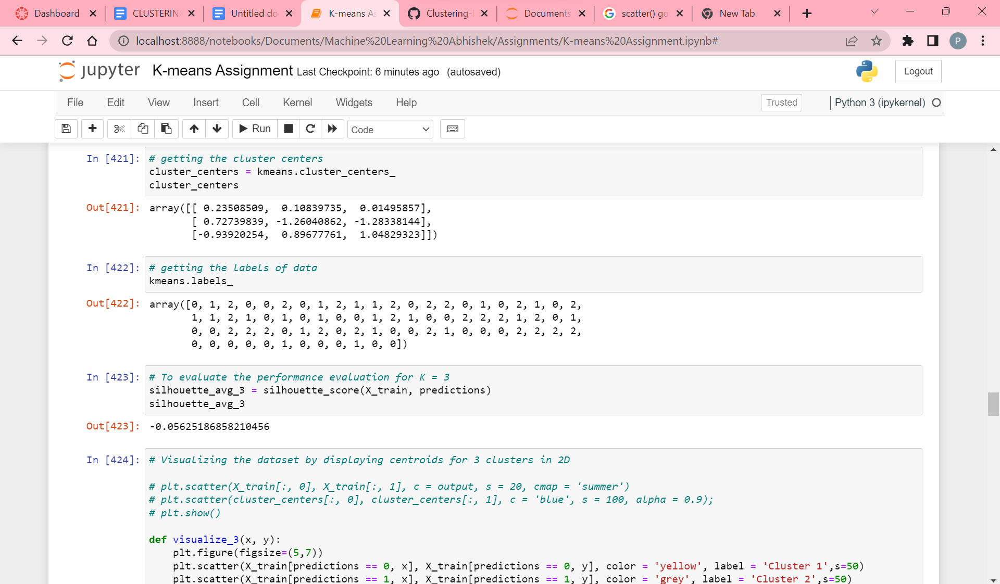 Dashboard
CLUSTERIN
Untitled do
K-means As
Clustering-
Documents
scatter() go
New Tab
localhost:8888/notebooks/Documents/Machine%20Learning%20Abhishek/Assignments/K-means%20Assignment.ipynb#
P
jupyter K-means Assignment Last Checkpoint: 6 minutes ago (autosaved)
Logout
File Edit View Insert Cell Kernel Widgets Help
Trusted
Python 3 (ipykernel)
Run
Code
In [421]: # getting the cluster centers
cluster_centers = kmeans.cluster_centers_
cluster_centers
Out[421]: array([[ 0.23508509, 0.10839735, 0.01495857],
[ 0.72739839, -1.26040862, -1.28338144],
[-0.93920254, 0.89677761, 1.04829323]])
In [422]: # getting the labels of data
kmeans.labels_
Out[422]: array([0, 1, 2, 0, 0, 2, 0, 1, 2, 1, 1, 2, 0, 2, 2, 0, 1, 0, 2, 1, 0, 2,
1, 1, 2, 1, 0, 1, 0, 1, 0, 0, 1, 2, 1, 0, 0, 2, 2, 2, 1, 2, 0, 1,
0, 0, 2, 2, 2, 0, 1, 2, 0, 2, 1, 0, 0, 2, 1, 0, 0, 0, 2, 2, 2, 2,
0, 0, 0, 0, 0, 1, 0, 0, 0, 1, 0, 0])
In [423]: # To evaluate the performance evaluation for K = 3
silhouette_avg_3 = silhouette_score(X_train, predictions)
silhouette_avg_3
Out[423]: -0.05625186858210456
In [424]: # Visualizing the dataset by displaying centroids for 3 clusters in 2D
# plt.scatter(X_train[:, 0], X_train[:, 1], c = output, s = 20, cmap = 'summer')
# plt.scatter(cluster_centers[:, 0], cluster_centers[:, 1], c = 'blue', s = 100, alpha = 0.9);
# plt.show()
def visualize_3(x, y):
plt.figure(figsize=(5,7))
plt.scatter(X_train[predictions == 0, x], X_train[predictions == 0, y], color = 'yellow', label = 'Cluster 1',s=50)
plt.scatter(X_train[predictions == 1, x], X_train[predictions == 1, y], color = 'grey', label = 'Cluster 2',s=50)